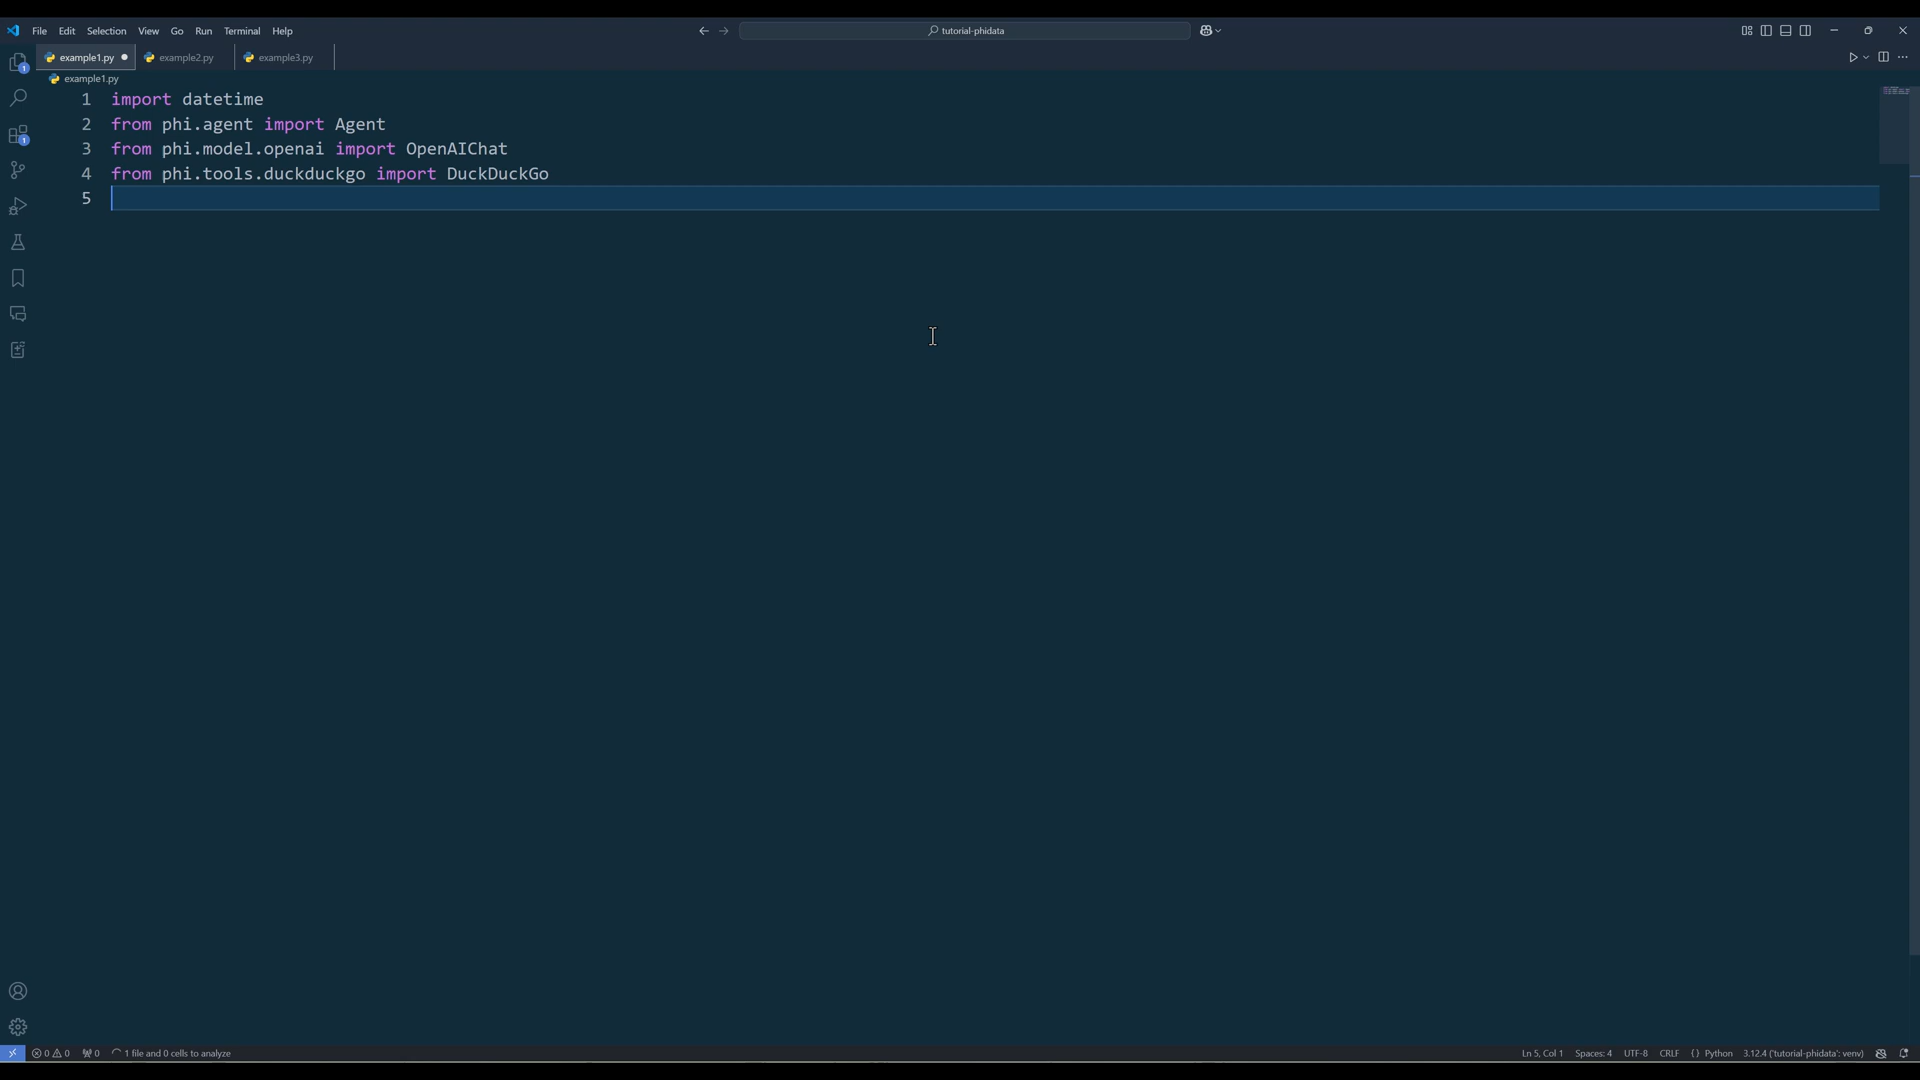 File Edit Selection View Go Run Terminal Help
tutorial-phidata
example1.py example2.py example3.py
example1.py
1 import datetime
2 from phi.agent import Agent
3 from phi.model.openai import OpenAIChat
4 from phi.tools.duckduckgo import DuckDuckGo
5
1
1
0 0 0 1 file and 0 cells to analyze Ln 5, Col 1 Spaces: 4 UTF-8 CRLF {} Python 3.12.4 ('tutorial-phidata': venv)